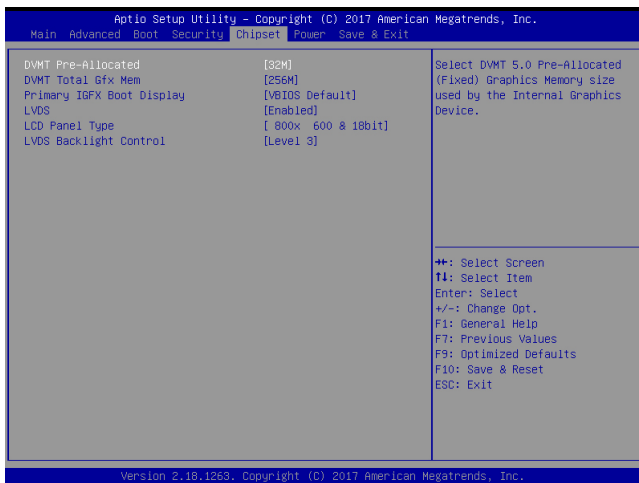 Aptio Setup Utility – Copyright (C) 2017 American Megatrends, Inc.
Main Advanced Boot Security Chipset Power Save & Exit
DVMT Pre-Allocated [32M]
DVMT Total Gfx Mem [256M]
Primary IGFX Boot Display [VBIOS Default]
LVDS [Enabled]
LCD Panel Type [ 800x 600 & 18bit]
LVDS Backlight Control [Level 3]
Select DVMT 5.0 Pre-Allocated
(Fixed) Graphics Memory size
used by the Internal Graphics
Device.
→←: Select Screen
↑↓: Select Item
Enter: Select
+/-: Change Opt.
F1: General Help
F7: Previous Values
F9: Optimized Defaults
F10: Save & Reset
ESC: Exit
Version 2.18.1263. Copyright (C) 2017 American Megatrends, Inc.